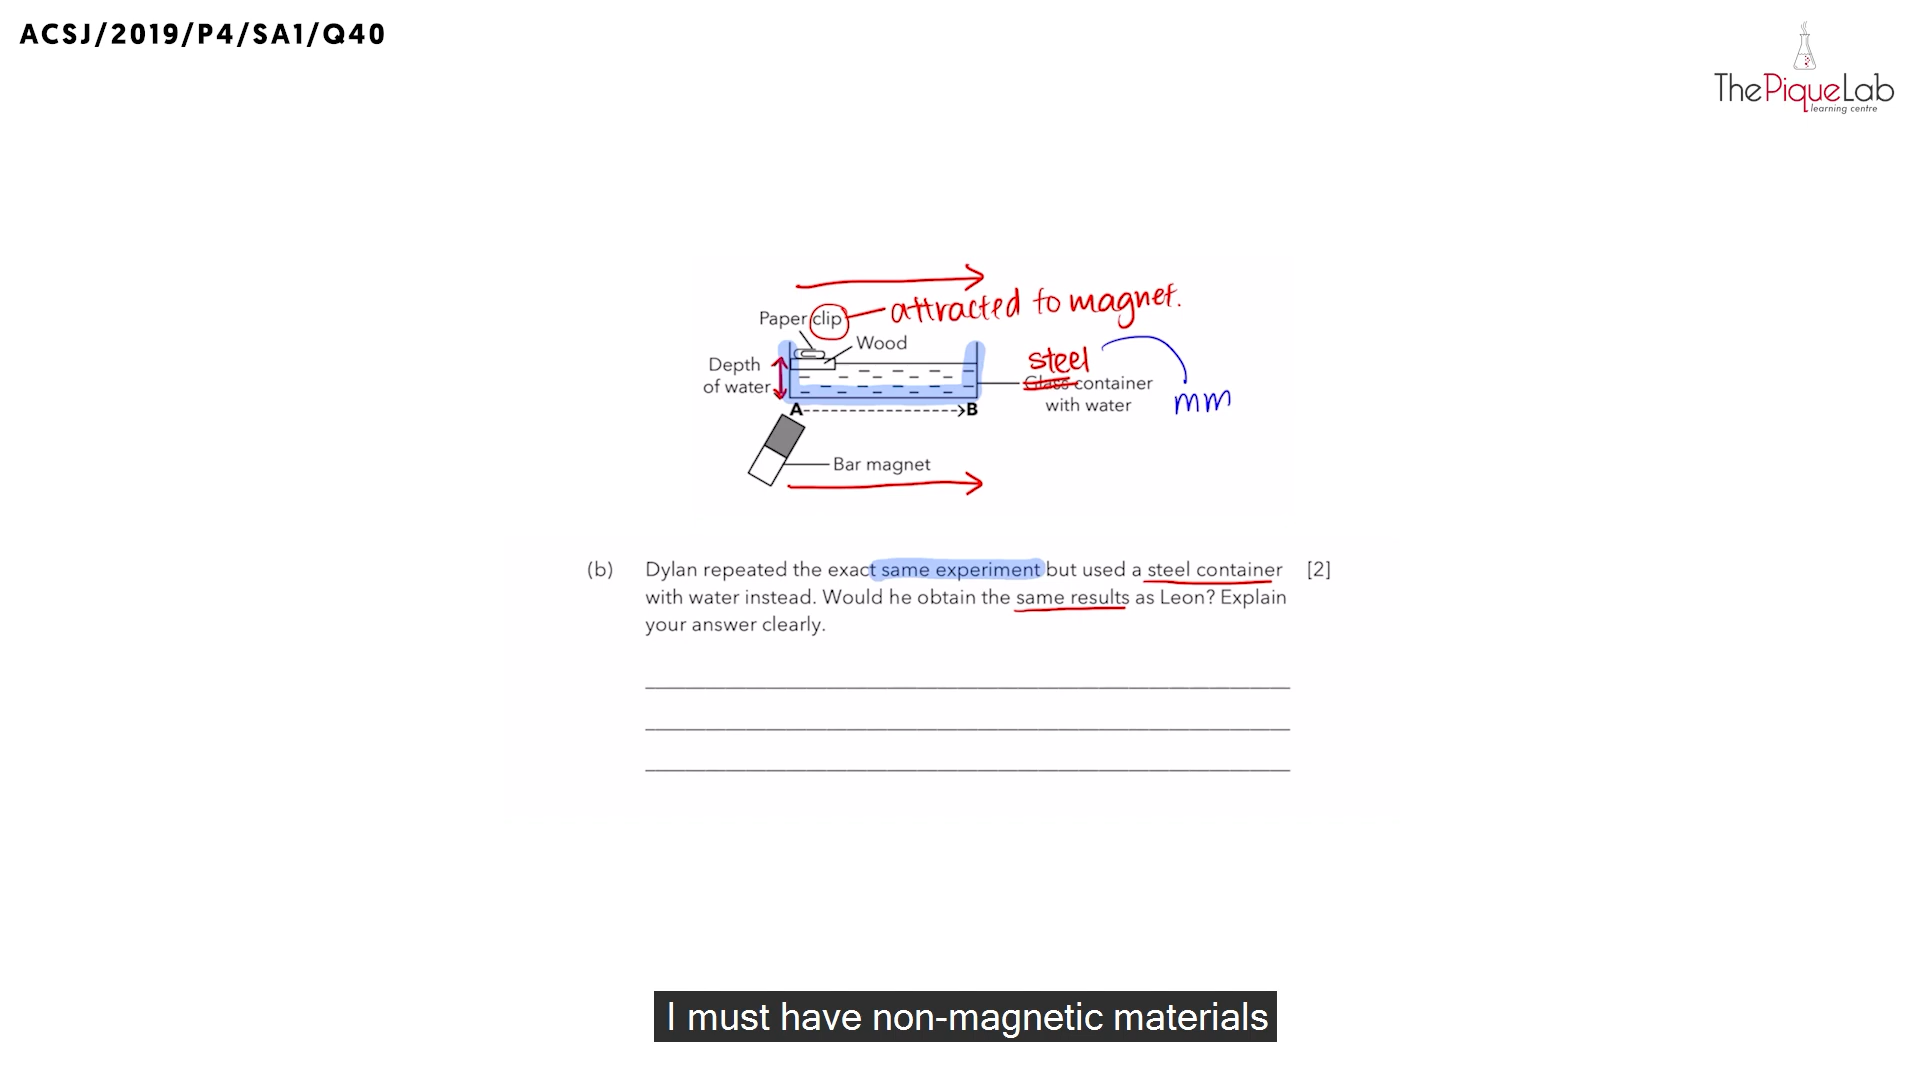 ACSJ/2019/P4/SA1/Q40
ThePiqueLab
learning centre
attracted to magnet.
Paper clip
Wood
steel
Depth
of water
Glass container
with water
mm
A
B
Bar magnet
(b) Dylan repeated the exact same experiment but used a steel container [2]
with water instead. Would he obtain the same results as Leon? Explain
your answer clearly.
I must have non-magnetic materials